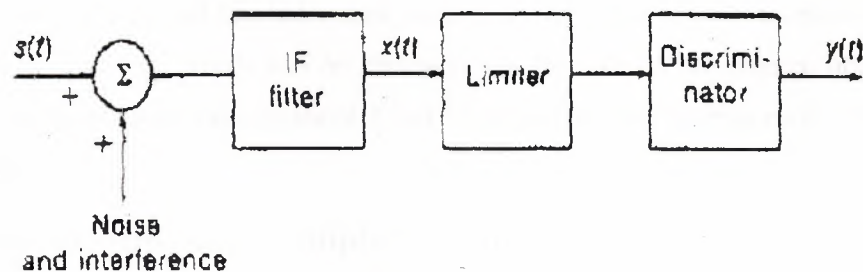 s(t)
+
Σ
+
IF
filter
x(t)
Limiter
Discrimi-
nator
y(t)
Noise
and interference